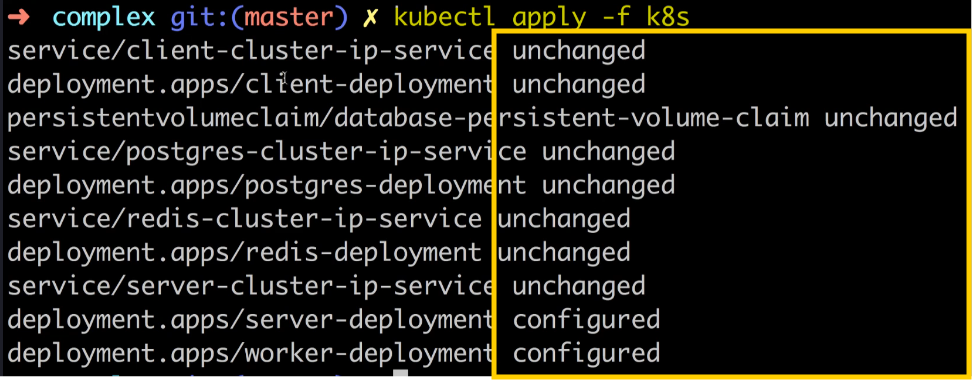 ➜ complex git:(master) ✗ kubectl apply -f k8s
service/client-cluster-ip-service unchanged
deployment.apps/client-deployment unchanged
persistentvolumeclaim/database-persistent-volume-claim unchanged
service/postgres-cluster-ip-service unchanged
deployment.apps/postgres-deployment unchanged
service/redis-cluster-ip-service unchanged
deployment.apps/redis-deployment unchanged
service/server-cluster-ip-service unchanged
deployment.apps/server-deployment configured
deployment.apps/worker-deployment configured